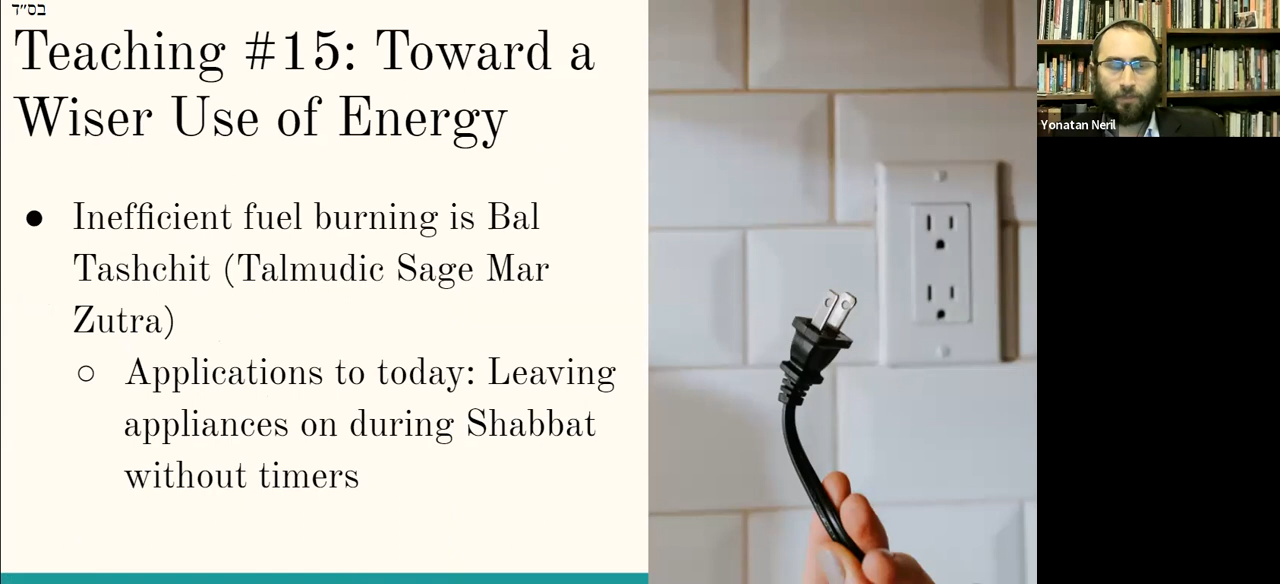 בס״ד
Teaching #15: Toward a
Wiser Use of Energy
● Inefficient fuel burning is Bal
Tashchit (Talmudic Sage Mar
Zutra)
○ Applications to today: Leaving
appliances on during Shabbat
without timers
Yonatan Neril